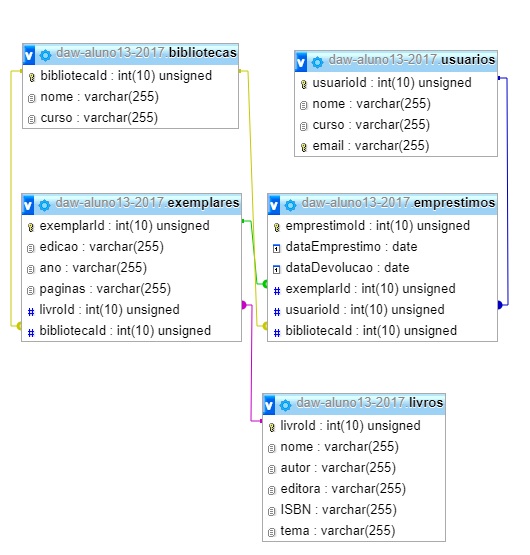 daw-aluno13-2017 bibliotecas
bibliotecaId : int(10) unsigned
nome : varchar(255)
curso : varchar(255)
daw-aluno13-2017 usuarios
usuarioId : int(10) unsigned
nome : varchar(255)
curso : varchar(255)
email : varchar(255)
daw-aluno13-2017 exemplares
exemplarId : int(10) unsigned
edicao : varchar(255)
ano : varchar(255)
paginas : varchar(255)
livroId : int(10) unsigned
bibliotecaId : int(10) unsigned
daw-aluno13-2017 emprestimos
emprestimoId : int(10) unsigned
dataEmprestimo : date
dataDevolucao : date
exemplarId : int(10) unsigned
usuarioId : int(10) unsigned
bibliotecaId : int(10) unsigned
daw-aluno13-2017 livros
livroId : int(10) unsigned
nome : varchar(255)
autor : varchar(255)
editora : varchar(255)
ISBN : varchar(255)
tema : varchar(255)